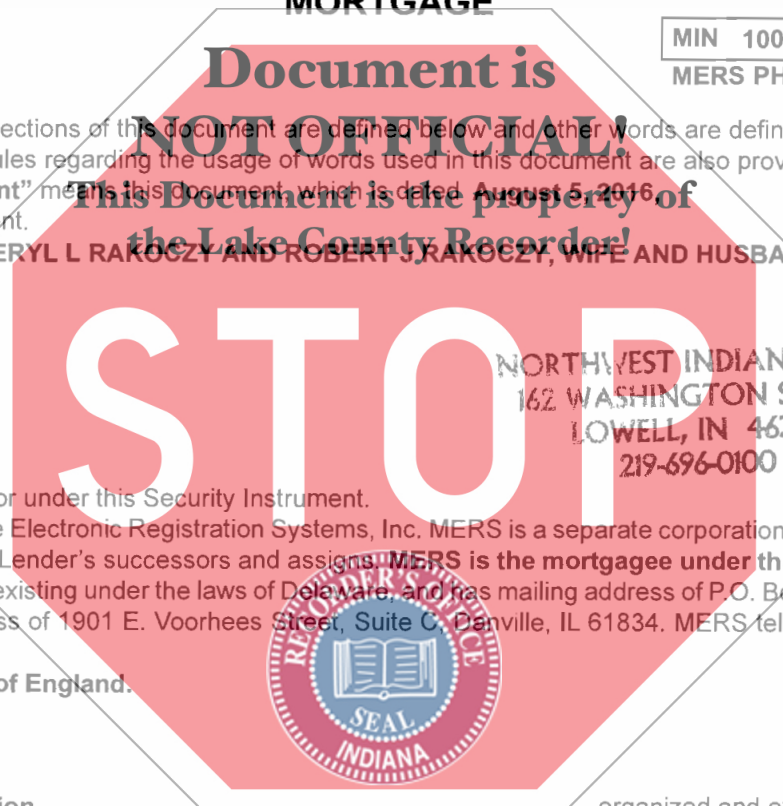 MORTGAGE
MIN 100
MERS PH
Document is
NOT OFFICIAL!
This Document is the property of
the Lake County Recorder!
ections of this document are defined below and other words are defin
ules regarding the usage of words used in this document are also prov
nt” means this document, which is dated August 5, 2016,
nt.
ERYL L RAKOCZY AND ROBERT J RAKOCZY, WIFE AND HUSBA
STOP
NORTHWEST INDIAN
162 WASHINGTON S
LOWELL, IN 462
219-696-0100
or under this Security Instrument.
e Electronic Registration Systems, Inc. MERS is a separate corporation
Lender’s successors and assigns. MERS is the mortgagee under th
existing under the laws of Delaware, and has mailing address of P.O. Bo
ss of 1901 E. Voorhees Street, Suite C, Danville, IL 61834. MERS tel
of England.
RECORDER'S OFFICE
SEAL
INDIANA
organized and e